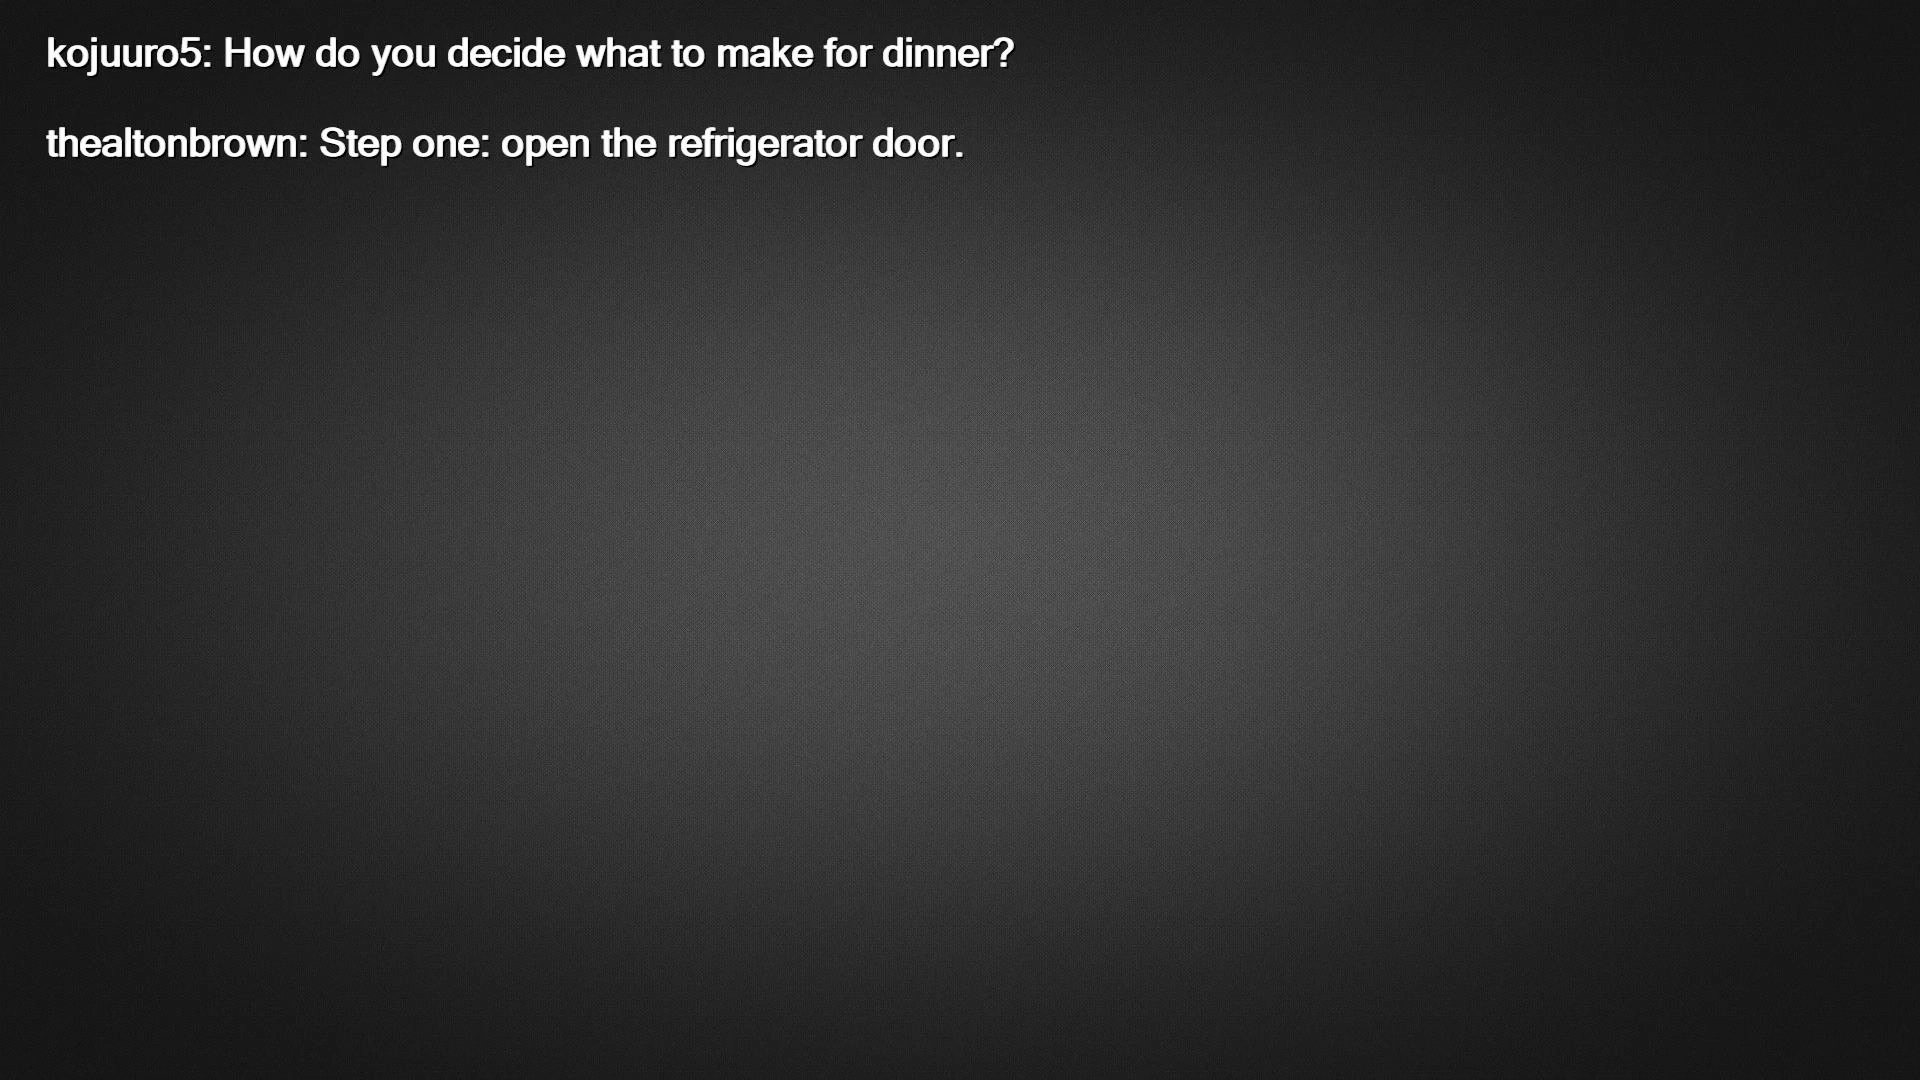 kojuuro5: How do you decide what to make for dinner?
thealtonbrown: Step one: open the refrigerator door.